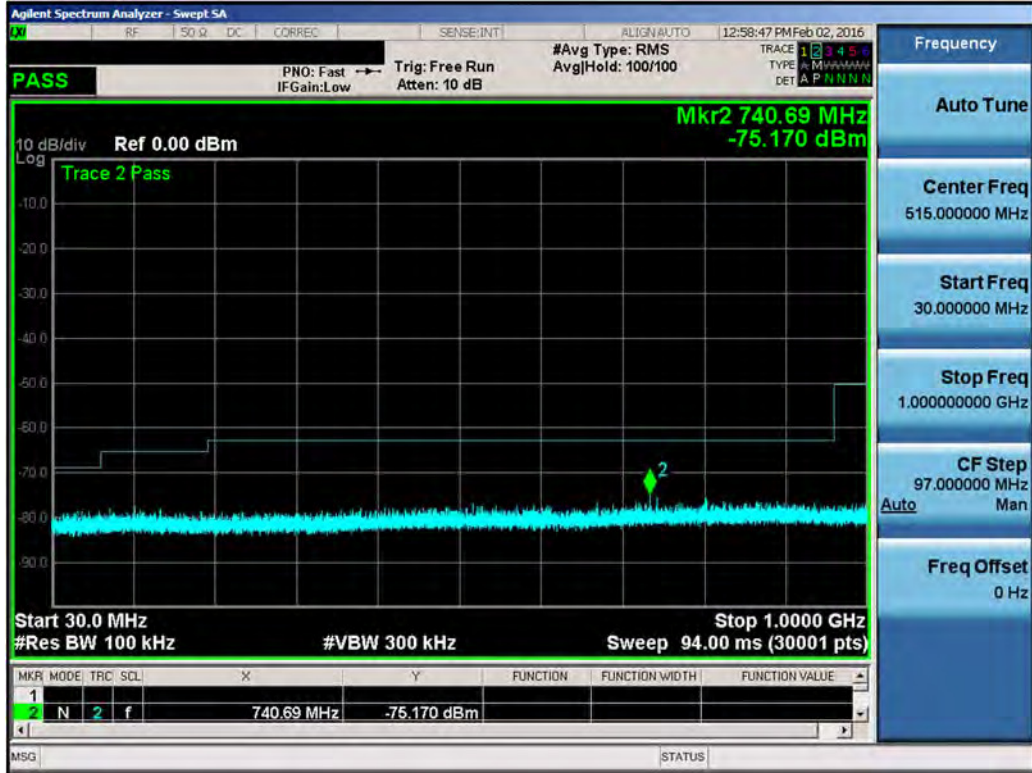 Agilent Spectrum Analyzer - Swept SA
LXI RF 50 Ω DC CORREC SENSE:INT ALIGN AUTO 12:58:47 PM Feb 02, 2016
PASS
PNO: Fast
IFGain:Low
Trig: Free Run
Atten: 10 dB
#Avg Type: RMS
Avg|Hold: 100/100
TRACE 1 2 3 4 5 6
TYPE A M W W W W
DET A P N N N N
Mkr2 740.69 MHz
-75.170 dBm
10 dB/div Ref 0.00 dBm
Log
Trace 2 Pass
-10.0
-20.0
-30.0
-40.0
-50.0
-60.0
-70.0
-80.0
-90.0
2
Start 30.0 MHz Stop 1.0000 GHz
#Res BW 100 kHz #VBW 300 kHz Sweep 94.00 ms (30001 pts)
MKR MODE TRC SCL X Y FUNCTION FUNCTION WIDTH FUNCTION VALUE
1
2 N 2 f 740.69 MHz -75.170 dBm
MSG STATUS
Frequency
Auto Tune
Center Freq
515.000000 MHz
Start Freq
30.000000 MHz
Stop Freq
1.000000000 GHz
CF Step
97.000000 MHz
Auto Man
Freq Offset
0 Hz